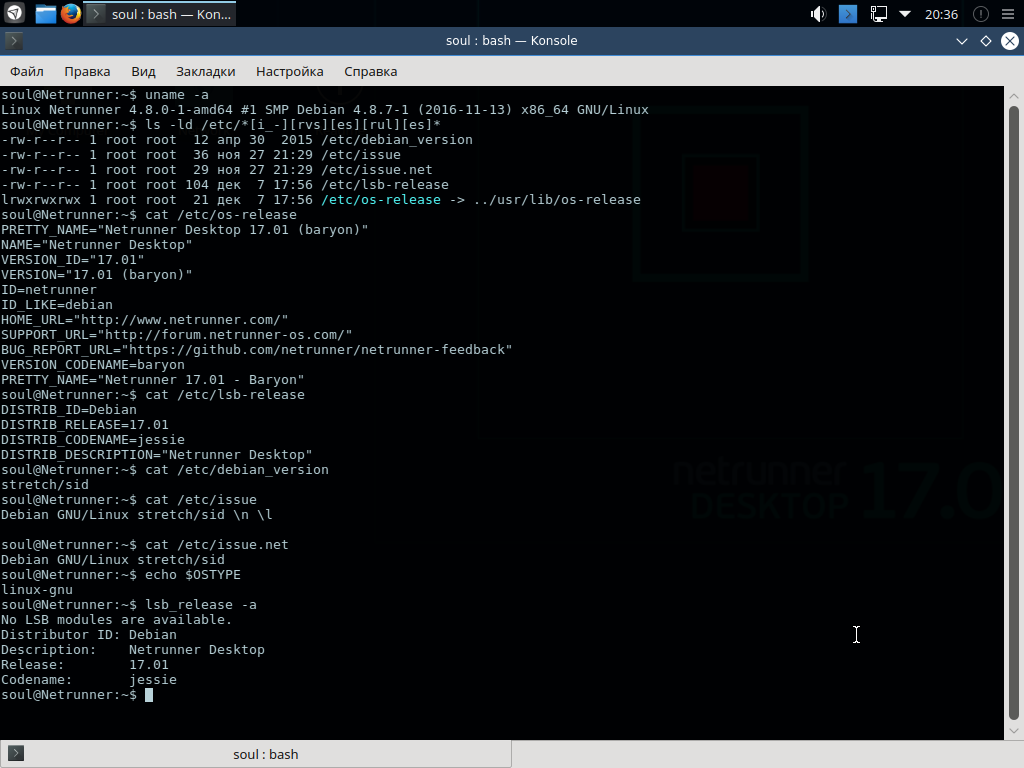 soul : bash — Kon...
20:36
soul : bash — Konsole
Файл Правка Вид Закладки Настройка Справка
soul@Netrunner:~$ uname -a
Linux Netrunner 4.8.0-1-amd64 #1 SMP Debian 4.8.7-1 (2016-11-13) x86_64 GNU/Linux
soul@Netrunner:~$ ls -ld /etc/*[i_-][rvs][es][rul][es]*
-rw-r--r-- 1 root root  12 апр 30  2015 /etc/debian_version
-rw-r--r-- 1 root root  36 ноя 27 21:29 /etc/issue
-rw-r--r-- 1 root root  29 ноя 27 21:29 /etc/issue.net
-rw-r--r-- 1 root root 104 дек  7 17:56 /etc/lsb-release
lrwxrwxrwx 1 root root  21 дек  7 17:56 /etc/os-release -> ../usr/lib/os-release
soul@Netrunner:~$ cat /etc/os-release
PRETTY_NAME="Netrunner Desktop 17.01 (baryon)"
NAME="Netrunner Desktop"
VERSION_ID="17.01"
VERSION="17.01 (baryon)"
ID=netrunner
ID_LIKE=debian
HOME_URL="http://www.netrunner.com/"
SUPPORT_URL="http://forum.netrunner-os.com/"
BUG_REPORT_URL="https://github.com/netrunner/netrunner-feedback"
VERSION_CODENAME=baryon
PRETTY_NAME="Netrunner 17.01 - Baryon"
soul@Netrunner:~$ cat /etc/lsb-release
DISTRIB_ID=Debian
DISTRIB_RELEASE=17.01
DISTRIB_CODENAME=jessie
DISTRIB_DESCRIPTION="Netrunner Desktop"
soul@Netrunner:~$ cat /etc/debian_version
stretch/sid
soul@Netrunner:~$ cat /etc/issue
Debian GNU/Linux stretch/sid \n \l
soul@Netrunner:~$ cat /etc/issue.net
Debian GNU/Linux stretch/sid
soul@Netrunner:~$ echo $OSTYPE
linux-gnu
soul@Netrunner:~$ lsb_release -a
No LSB modules are available.
Distributor ID: Debian
Description:    Netrunner Desktop
Release:        17.01
Codename:       jessie
soul@Netrunner:~$
netrunner
DESKTOP 17.0
soul : bash